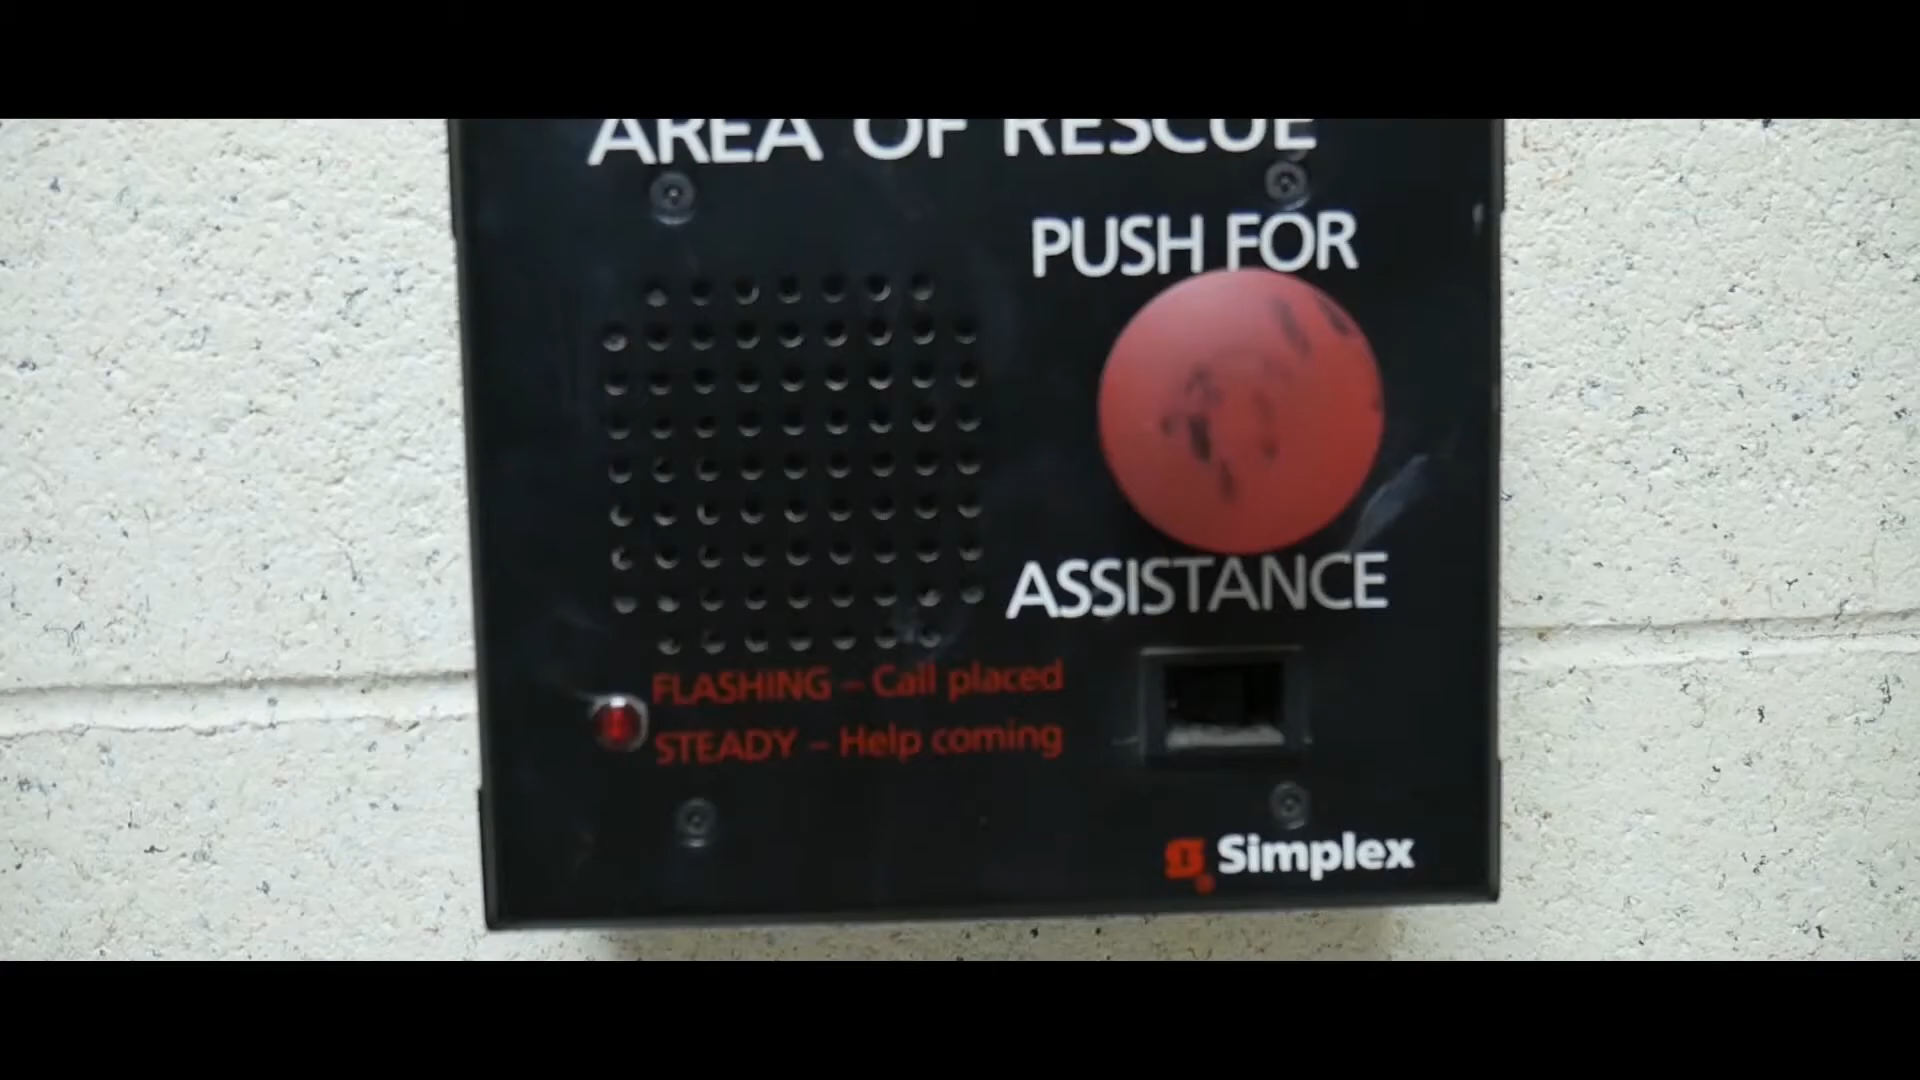 AREA OF RESCUE
PUSH FOR
ASSISTANCE
FLASHING – Call placed
STEADY – Help coming
Simplex